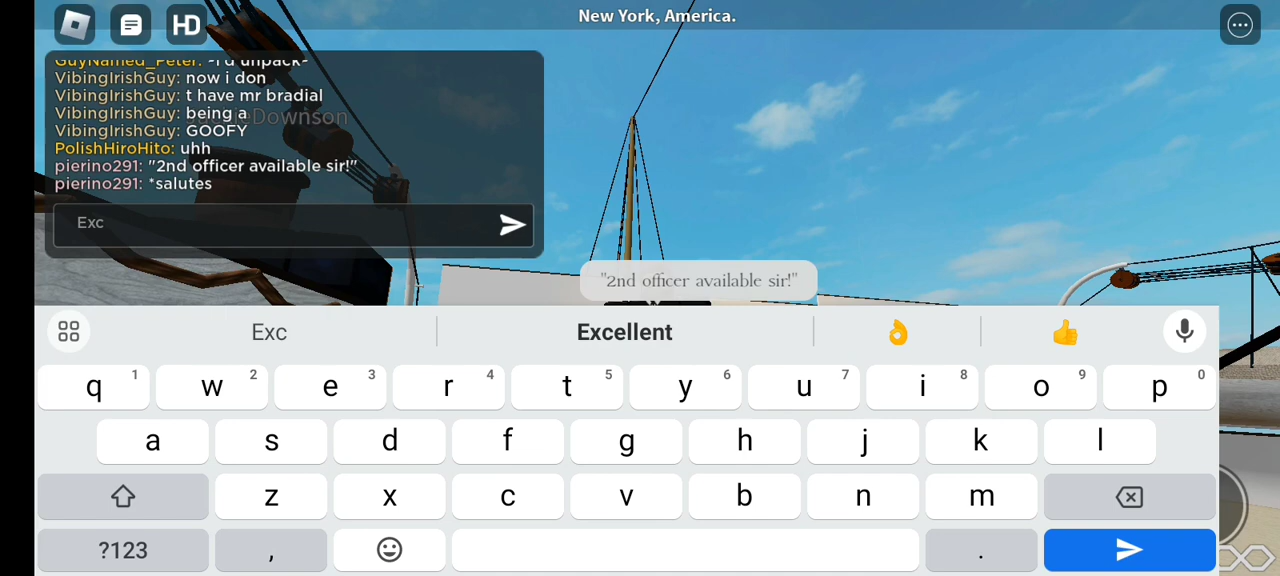 New York, America.
HD
GuyNamed_Peter: -I'd unpack-
VibingIrishGuy: now i don
VibingIrishGuy: t have mr bradial
VibingIrishGuy: being a
VibingIrishGuy: GOOFY
PolishHiroHito: uhh
pierino291: "2nd officer available sir!"
pierino291: *salutes
Exc
"2nd officer available sir!"
Exc Excellent 👌 👍
q 1 w 2 e 3 r 4 t 5 y 6 u 7 i 8 o 9 p 0
a s d f g h j k l
z x c v b n m
?123 , .